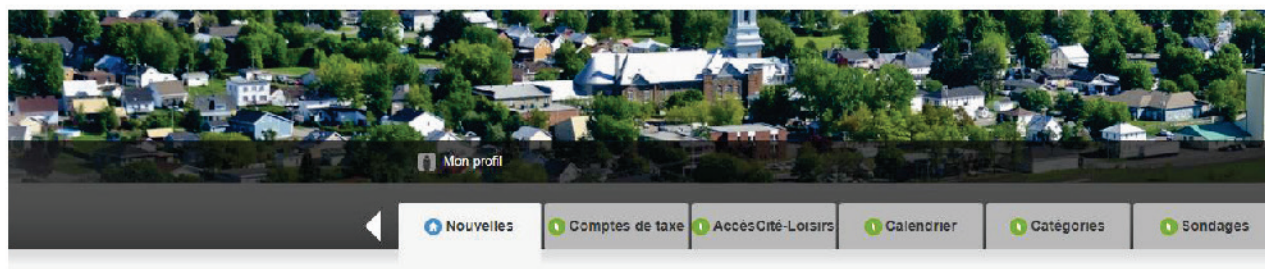 Mon profil
Nouvelles
Comptes de taxe
AccèsCité-Loisirs
Calendrier
Catégories
Sondages